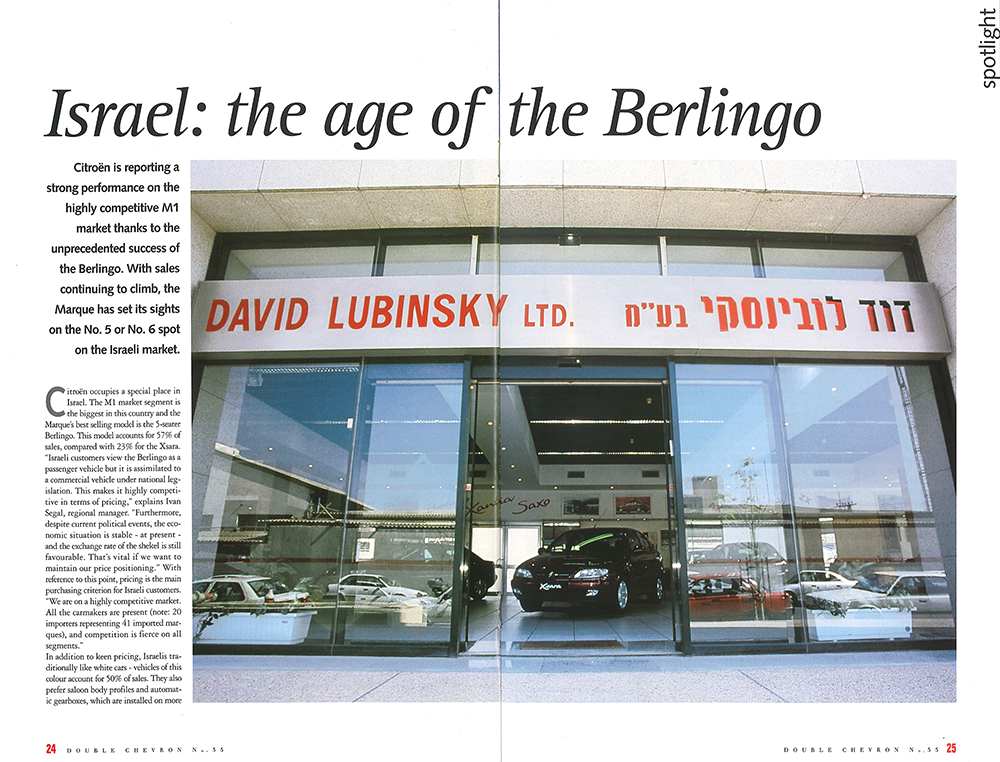 spotlight
Israel: the age of the Berlingo
Citroën is reporting a
strong performance on the
highly competitive M1
market thanks to the
unprecedented success of
the Berlingo. With sales
continuing to climb, the
Marque has set its sights
on the No. 5 or No. 6 spot
on the Israeli market.
Citroën occupies a special place in
Israel. The M1 market segment is
the biggest in this country and the
Marque's best selling model is the 5-seater
Berlingo. This model accounts for 57% of
sales, compared with 23% for the Xsara.
"Israeli customers view the Berlingo as a
passenger vehicle but it is assimilated to
a commercial vehicle under national leg-
islation. This makes it highly competi-
tive in terms of pricing," explains Ivan
Segal, regional manager. "Furthermore,
despite current political events, the eco-
nomic situation is stable - at present -
and the exchange rate of the shekel is still
favourable. That's vital if we want to
maintain our price positioning." With
reference to this point, pricing is the main
purchasing criterion for Israeli customers.
"We are on a highly competitive market.
All the carmakers are present (note: 20
importers representing 41 imported mar-
ques), and competition is fierce on all
segments."
In addition to keen pricing, Israelis tra-
ditionally like white cars - vehicles of this
colour account for 50% of sales. They also
prefer saloon body profiles and automat-
ic gearboxes, which are installed on more
DAVID LUBINSKY LTD. דוד לובינסקי בע"מ
Xantia Saxo
Xsara
24 DOUBLE CHEVRON No. 55
DOUBLE CHEVRON No. 55 25